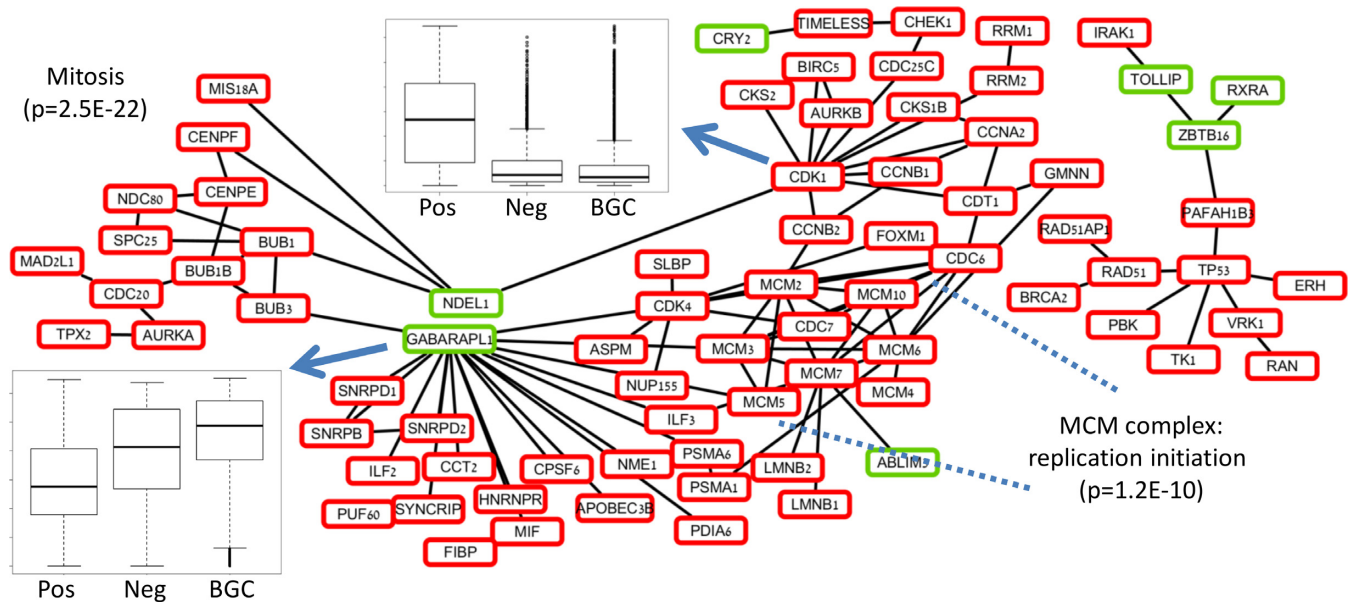 Mitosis
(p=2.5E-22)
MIS18A
CENPF
CENPE
NDC80
SPC25
BUB1
MAD2L1
BUB1B
CDC20
BUB3
TPX2
AURKA
Pos Neg BGC
CRY2
TIMELESS
CHEK1
RRM1
BIRC5
CDC25C
RRM2
CKS2
AURKB
CKS1B
CCNA2
CDK1
CCNB1
GMNN
CDT1
CCNB2
FOXM1
CDC6
IRAK1
TOLLIP
RXRA
ZBTB16
PAFAH1B3
RAD51AP1
RAD51
TP53
ERH
BRCA2
PBK
VRK1
TK1
RAN
NDEL1
GABARAPL1
SLBP
CDK4
MCM2
MCM10
CDC7
ASPM
MCM3
MCM6
MCM7
NUP155
MCM5
MCM4
ILF3
SNRPD1
SNRPB
SNRPD2
ILF2
CCT2
CPSF6
NME1
PSMA6
PSMA1
LMNB2
LMNB1
PUF60
SYNCRIP
HNRNPR
APOBEC3B
MIF
FIBP
PDIA6
MCM complex:
replication initiation
(p=1.2E-10)
Pos Neg BGC